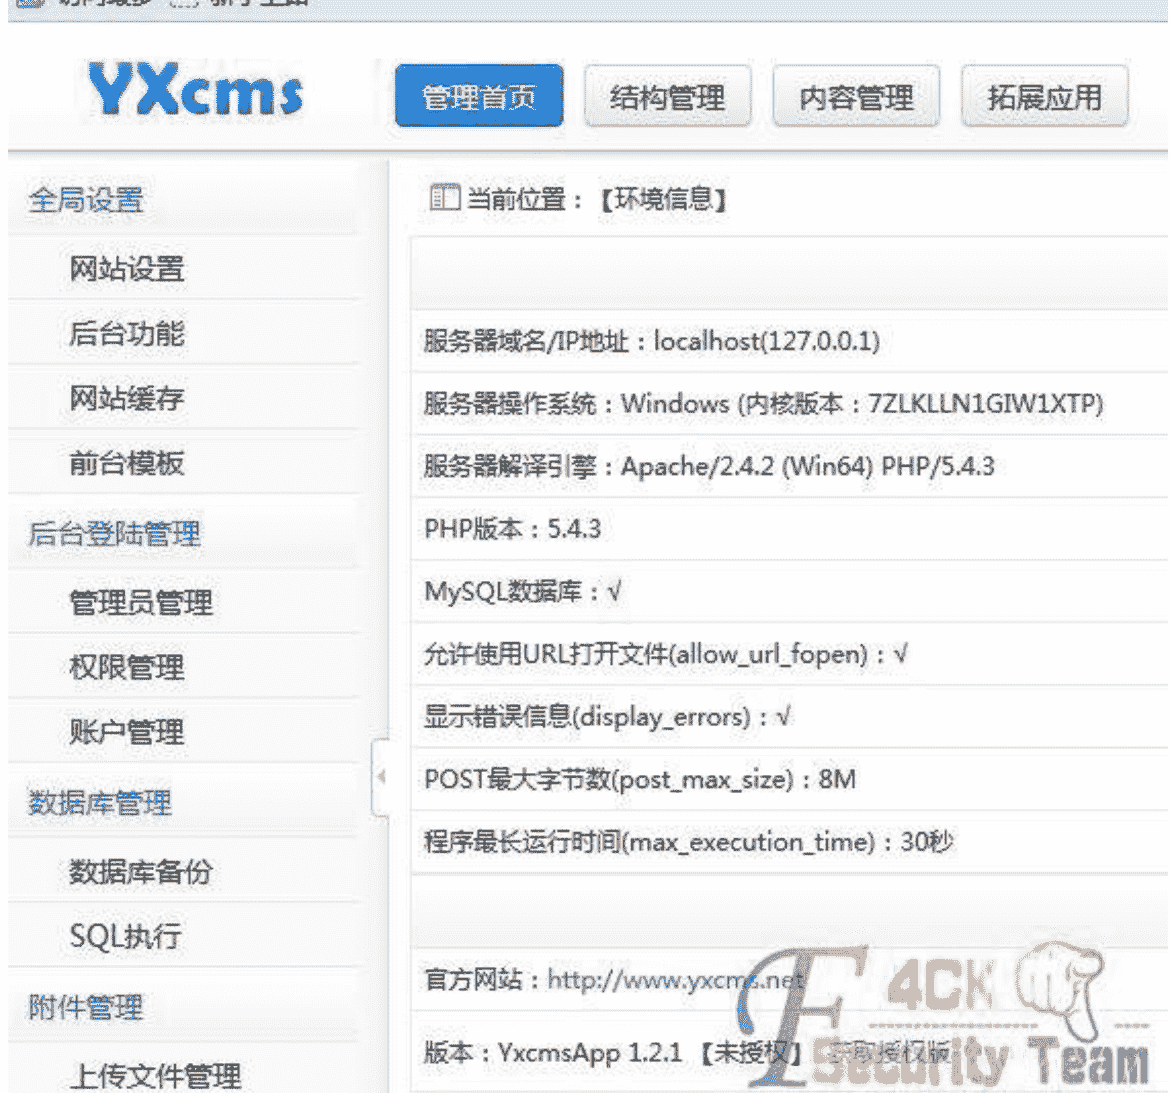 YXcms
管理首页
结构管理
内容管理
拓展应用
全局设置
网站设置
后台功能
网站缓存
前台模板
后台登陆管理
管理员管理
权限管理
账户管理
数据库管理
数据库备份
SQL执行
附件管理
上传文件管理
当前位置：【环境信息】
服务器域名/IP地址：localhost(127.0.0.1)
服务器操作系统：Windows (内核版本：7ZLKLLN1GIW1XTP)
服务器解译引擎：Apache/2.4.2 (Win64) PHP/5.4.3
PHP版本：5.4.3
MySQL数据库：√
允许使用URL打开文件(allow_url_fopen)：√
显示错误信息(display_errors)：√
POST最大字节数(post_max_size)：8M
程序最长运行时间(max_execution_time)：30秒
官方网站：http://www.yxcms.net
版本：YxcmsApp 1.2.1 【未授权】 获取授权版
F4CK
Security Team